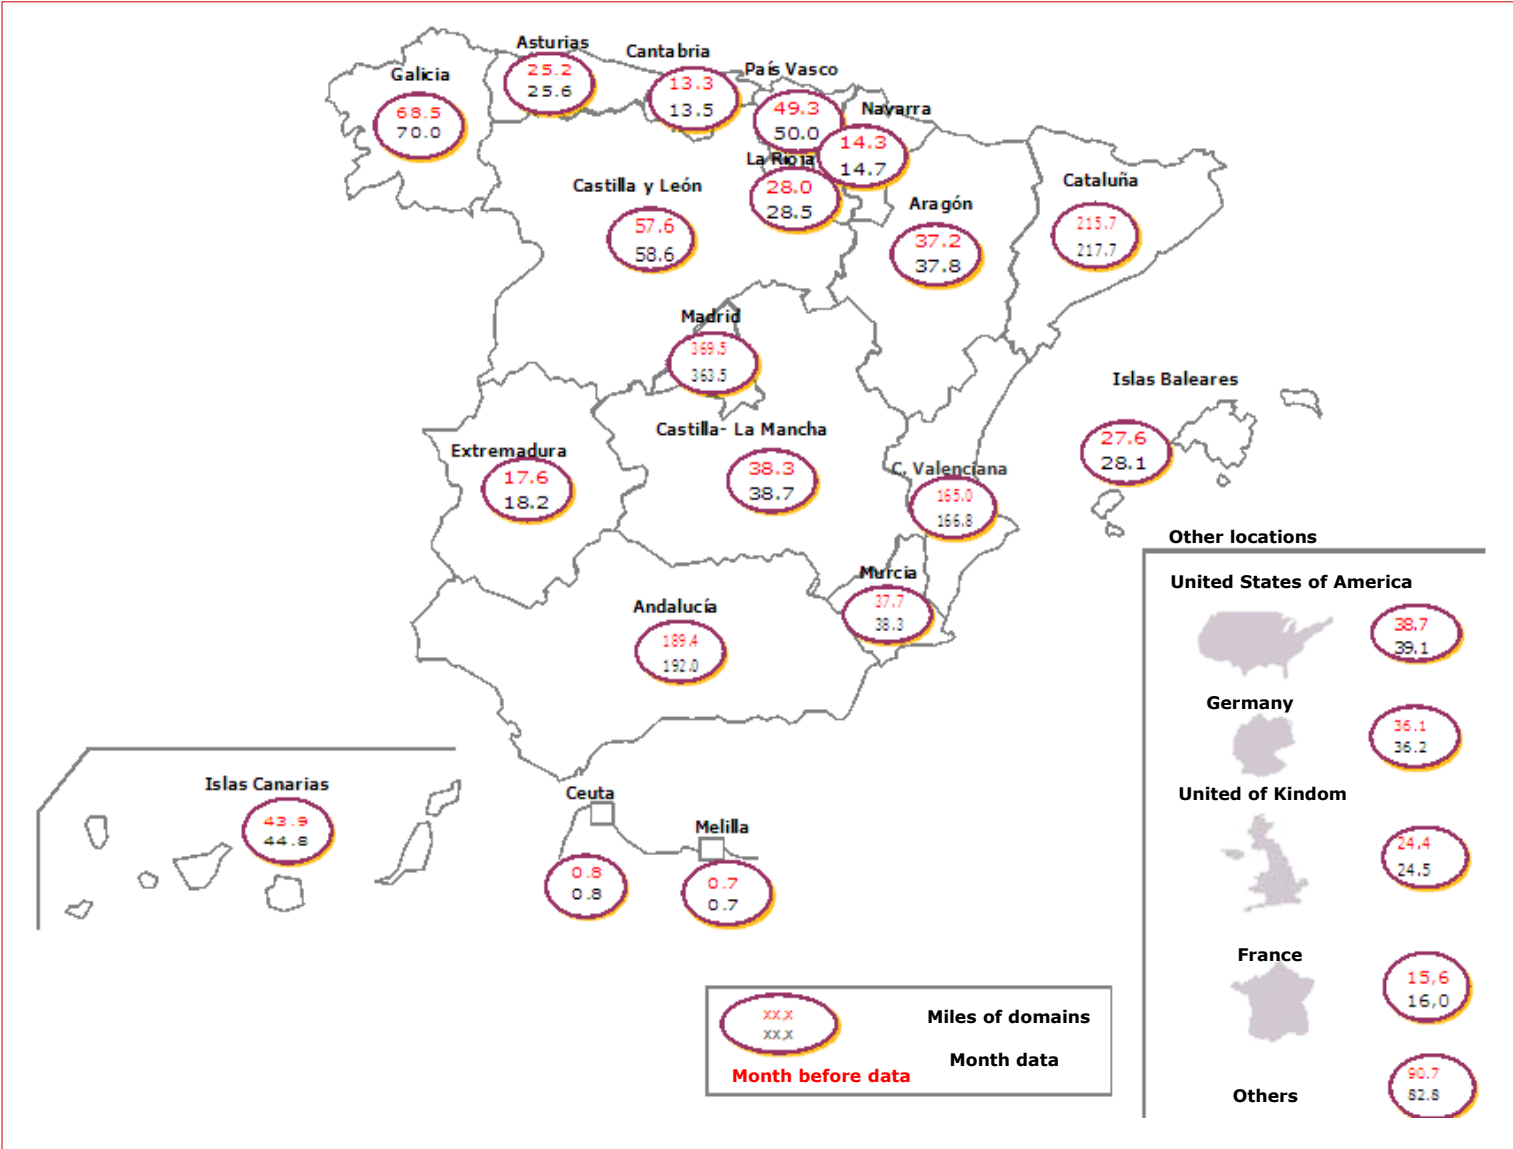 Asturias
25.2
25.6
Cantabria
13.3
13.5
País Vasco
49.3
50.0
Galicia
68.5
70.0
Navarra
14.3
14.7
La Rioja
28.0
28.5
Castilla y León
57.6
58.6
Aragón
37.2
37.8
Cataluña
215.7
217.7
Madrid
369.5
363.5
Islas Baleares
27.6
28.1
Extremadura
17.6
18.2
Castilla- La Mancha
38.3
38.7
C. Valenciana
165.0
166.8
Murcia
37.7
38.3
Andalucía
189.4
192.0
Islas Canarias
43.9
44.8
Ceuta
0.8
0.8
Melilla
0.7
0.7
Other locations
United States of America
38.7
39.1
Germany
36.1
36.2
United of Kindom
24.4
24.5
France
15,6
16,0
Others
90.7
82.8
xx,x
xx,x
Miles of domains
Month data
Month before data